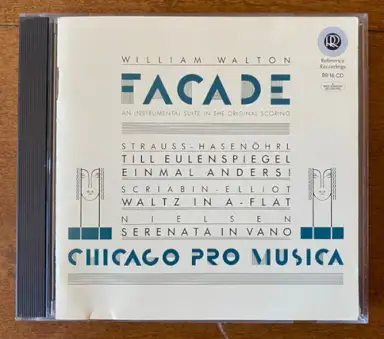 WILLIAM WALTON
FACADE
AN INSTRUMENTAL SUITE IN THE ORIGINAL SCORING
STRAUSS-HASENÖHRL
TILL EULENSPIEGEL
EINMAL ANDERS!
SCRIABIN-ELLIOT
WALTZ IN A-FLAT
NIELSEN
SERENATA IN VANO
CHICAGO PRO MUSICA
RR
Reference
Recordings
RR-16 CD